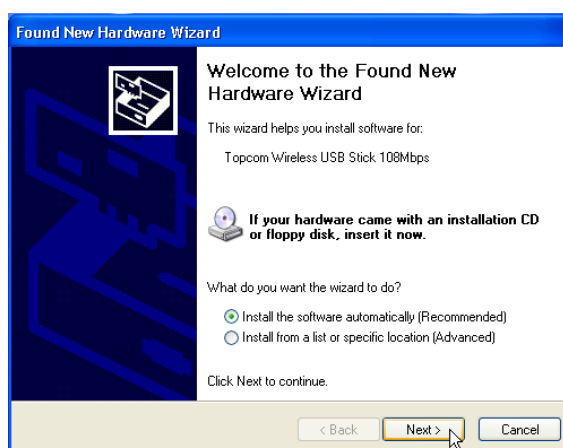 Found New Hardware Wizard
Welcome to the Found New
Hardware Wizard
This wizard helps you install software for:
Topcom Wireless USB Stick 108Mbps
If your hardware came with an installation CD
or floppy disk, insert it now.
What do you want the wizard to do?
Install the software automatically (Recommended)
Install from a list or specific location (Advanced)
Click Next to continue.
< Back Next > Cancel